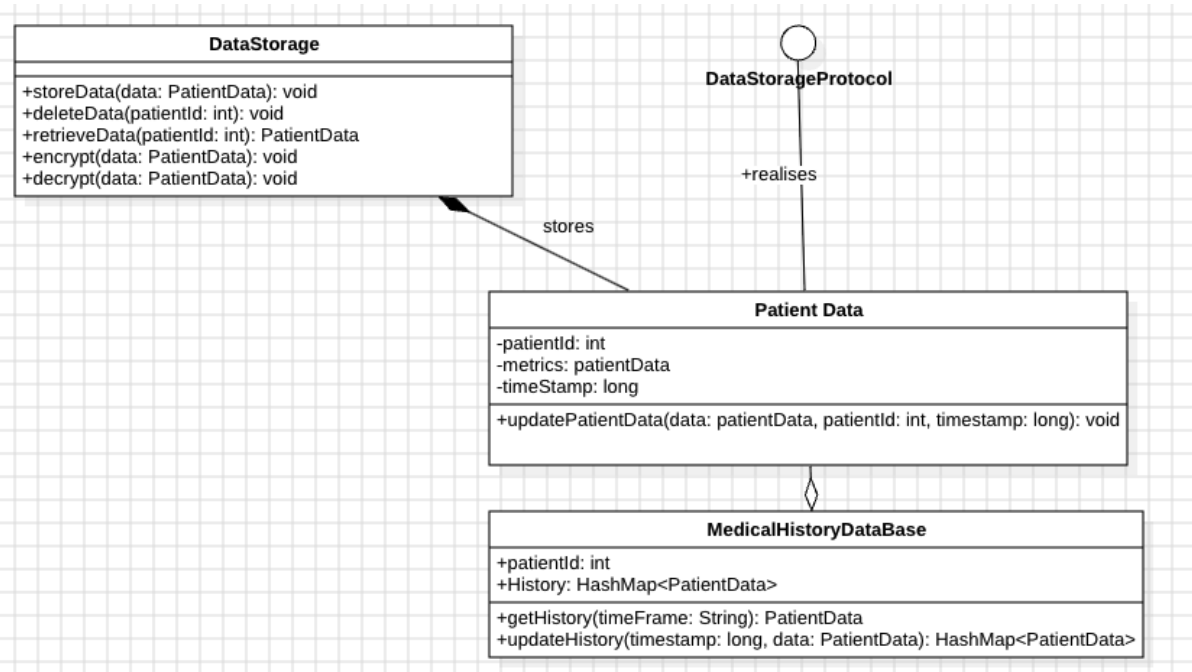 DataStorage
+storeData(data: PatientData): void
+deleteData(patientId: int): void
+retrieveData(patientId: int): PatientData
+encrypt(data: PatientData): void
+decrypt(data: PatientData): void
DataStorageProtocol
+realises
stores
Patient Data
-patientId: int
-metrics: patientData
-timeStamp: long
+updatePatientData(data: patientData, patientId: int, timestamp: long): void
MedicalHistoryDataBase
+patientId: int
+History: HashMap<PatientData>
+getHistory(timeFrame: String): PatientData
+updateHistory(timestamp: long, data: PatientData): HashMap<PatientData>